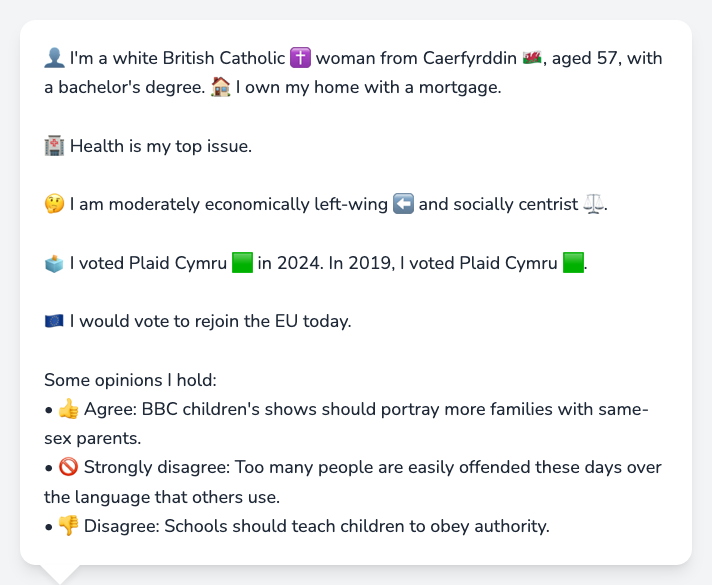 👤 I'm a white British Catholic ✝️ woman from Caerfyrddin 🏴󠁧󠁢󠁷󠁬󠁳󠁿, aged 57, with
a bachelor's degree. 🏠 I own my home with a mortgage.
🏥 Health is my top issue.
🤔 I am moderately economically left-wing ⬅️ and socially centrist ⚖️.
🗳️ I voted Plaid Cymru 🟩 in 2024. In 2019, I voted Plaid Cymru 🟩.
🇪🇺 I would vote to rejoin the EU today.
Some opinions I hold:
• 👍 Agree: BBC children's shows should portray more families with same-
sex parents.
• 🚫 Strongly disagree: Too many people are easily offended these days over
the language that others use.
• 👎 Disagree: Schools should teach children to obey authority.